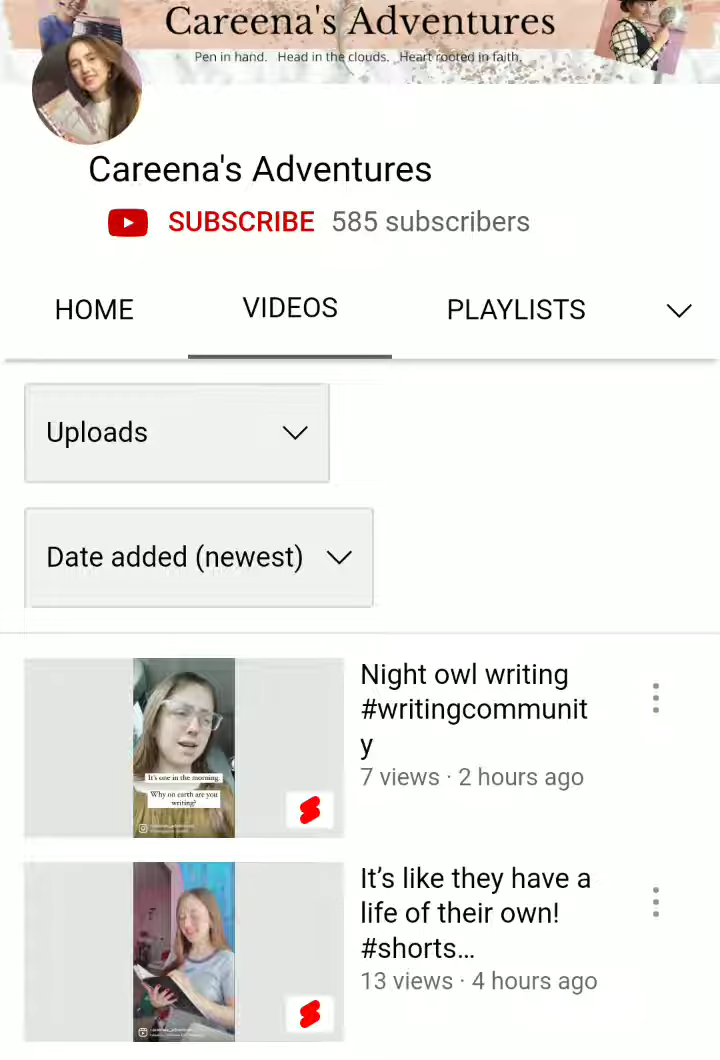 Careena's Adventures
Pen in hand. Head in the clouds. Heart rooted in faith.
Careena's Adventures
SUBSCRIBE 585 subscribers
HOME VIDEOS PLAYLISTS
Uploads
Date added (newest)
It's one in the morning.
Why on earth are you
writing?
Night owl writing
#writingcommunit
y
7 views · 2 hours ago
It’s like they have a
life of their own!
#shorts...
13 views · 4 hours ago